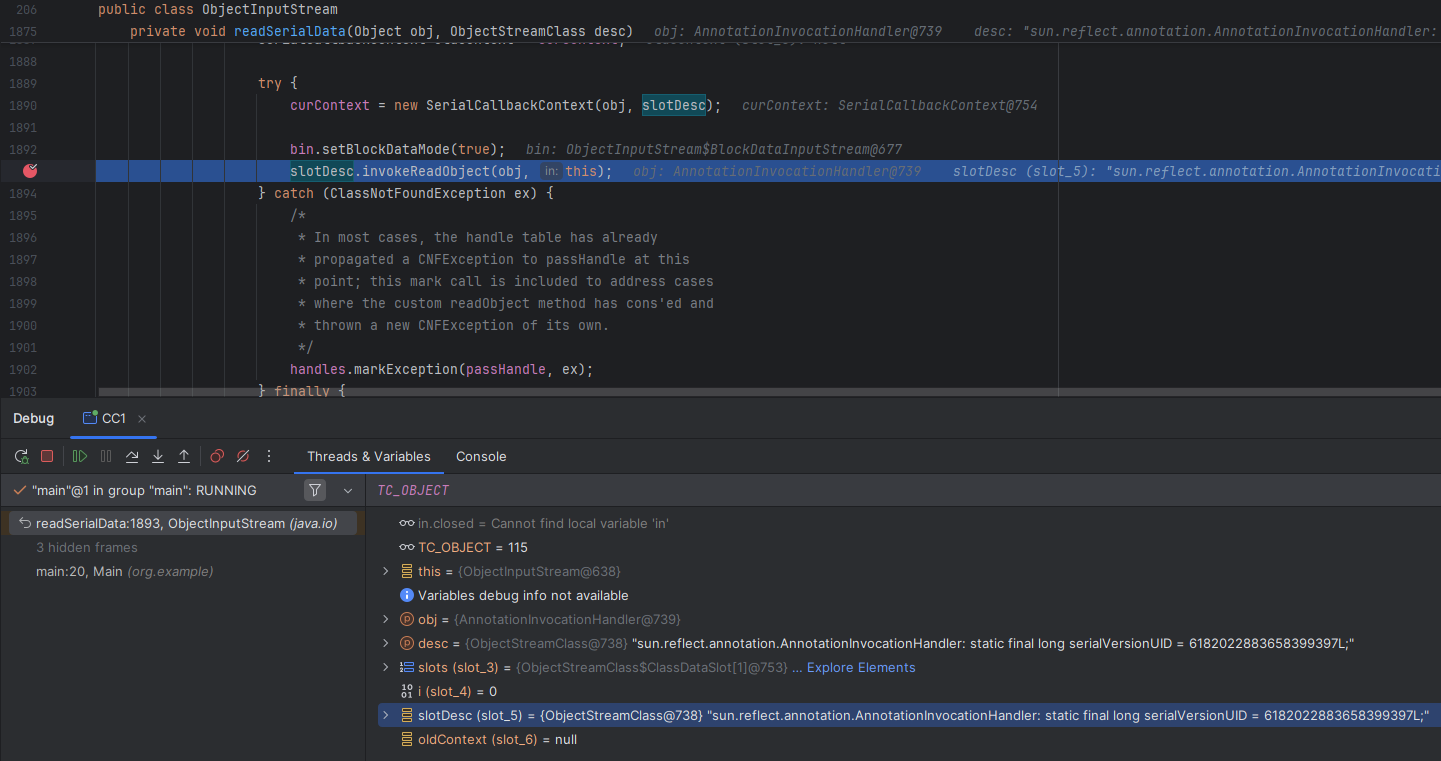 206 public class ObjectInputStream
1875 private void readSerialData(Object obj, ObjectStreamClass desc) obj: AnnotationInvocationHandler@739 desc: "sun.reflect.annotation.AnnotationInvocationHandler:
1888
1889 try {
1890 curContext = new SerialCallbackContext(obj, slotDesc); curContext: SerialCallbackContext@754
1891
1892 bin.setBlockDataMode(true); bin: ObjectInputStream$BlockDataInputStream@677
slotDesc.invokeReadObject(obj, in: this); obj: AnnotationInvocationHandler@739 slotDesc (slot_5): "sun.reflect.annotation.AnnotationInvocati
1894 } catch (ClassNotFoundException ex) {
1895 /*
1896 * In most cases, the handle table has already
1897 * propagated a CNFException to passHandle at this
1898 * point; this mark call is included to address cases
1899 * where the custom readObject method has cons'ed and
1900 * thrown a new CNFException of its own.
1901 */
1902 handles.markException(passHandle, ex);
1903 } finally {
Debug CC1
Threads & Variables Console
"main"@1 in group "main": RUNNING
TC_OBJECT
readSerialData:1893, ObjectInputStream (java.io)
3 hidden frames
main:20, Main (org.example)
in.closed = Cannot find local variable 'in'
TC_OBJECT = 115
this = {ObjectInputStream@638}
Variables debug info not available
obj = {AnnotationInvocationHandler@739}
desc = {ObjectStreamClass@738} "sun.reflect.annotation.AnnotationInvocationHandler: static final long serialVersionUID = 6182022883658399397L;"
slots (slot_3) = {ObjectStreamClass$ClassDataSlot[1]@753} ... Explore Elements
i (slot_4) = 0
slotDesc (slot_5) = {ObjectStreamClass@738} "sun.reflect.annotation.AnnotationInvocationHandler: static final long serialVersionUID = 6182022883658399397L;"
oldContext (slot_6) = null